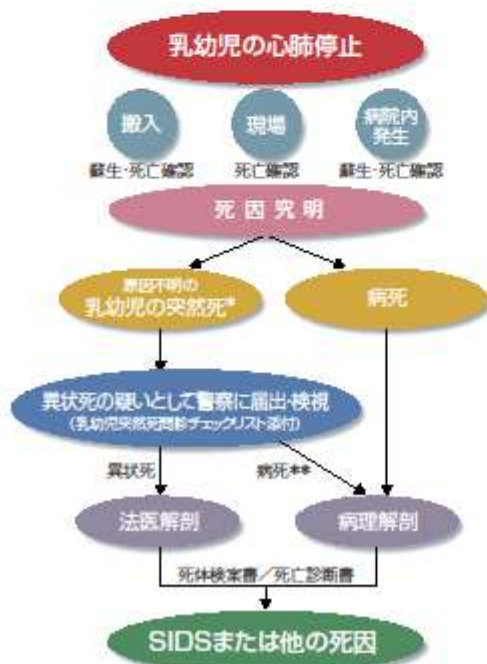 乳幼児の心肺停止
搬入
現場
病院内
発生
蘇生・死亡確認
死亡確認
蘇生・死亡確認
死因究明
原因不明の
乳幼児の突然死*
病死
異状死の疑いとして警察に届出・検視
（乳幼児突然死問診チェックリスト添付）
異状死
病死**
法医解剖
病理解剖
死体検案書／死亡診断書
SIDSまたは他の死因